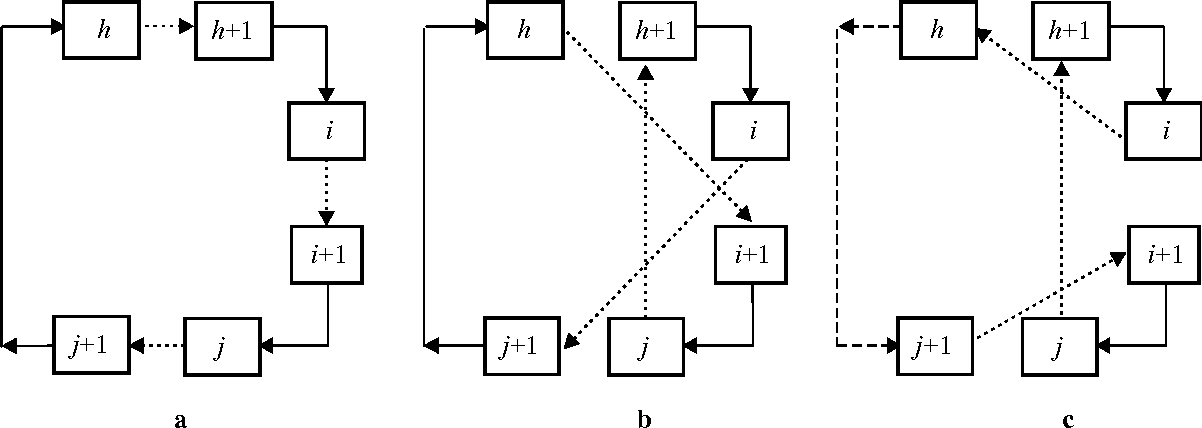 h h+1 h h+1 h h+1
i i i
i+1 i+1 i+1
j+1 j j+1 j j+1 j
a b c